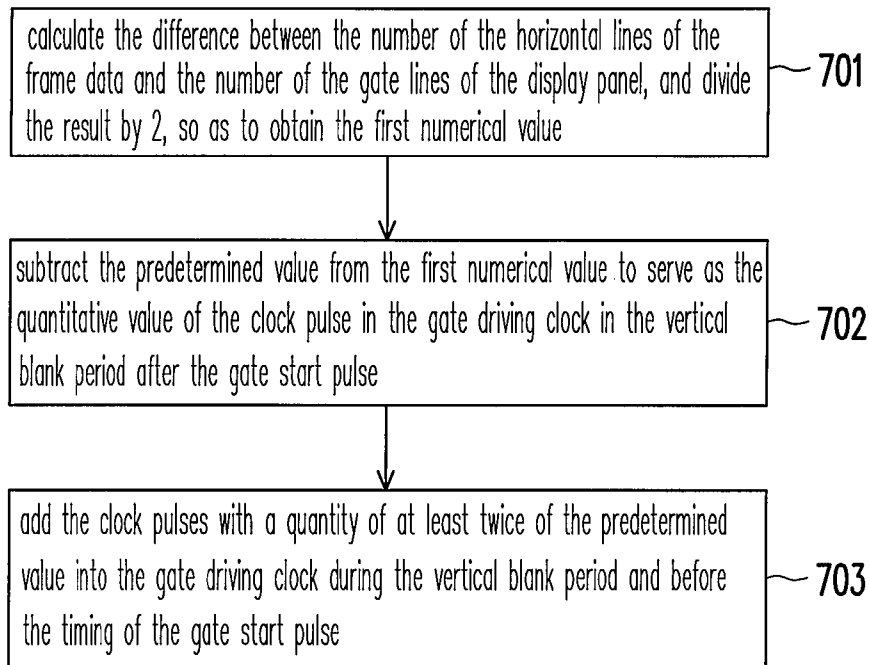 calculate the difference between the number of the horizontal lines of the
frame data and the number of the gate lines of the display panel, and divide
the result by 2, so as to obtain the first numerical value
701
subtract the predetermined value from the first numerical value to serve as the
quantitative value of the clock pulse in the gate driving clock in the vertical
blank period after the gate start pulse
702
add the clock pulses with a quantity of at least twice of the predetermined
value into the gate driving clock during the vertical blank period and before
the timing of the gate start pulse
703